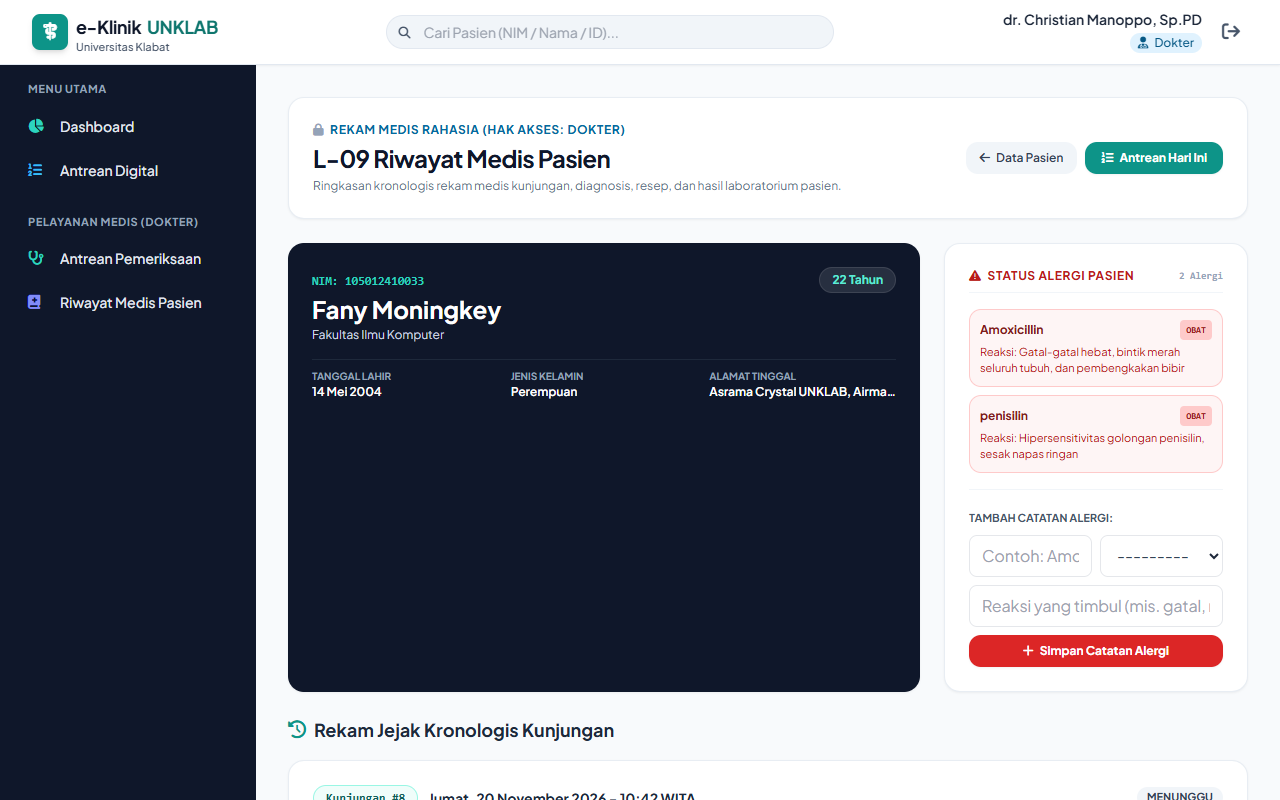 e-Klinik UNKLAB
Universitas Klabat
Cari Pasien (NIM / Nama / ID)...
dr. Christian Manoppo, Sp.PD
Dokter
MENU UTAMA
Dashboard
Antrean Digital
PELAYANAN MEDIS (DOKTER)
Antrean Pemeriksaan
Riwayat Medis Pasien
REKAM MEDIS RAHASIA (HAK AKSES: DOKTER)
L-09 Riwayat Medis Pasien
Ringkasan kronologis rekam medis kunjungan, diagnosis, resep, dan hasil laboratorium pasien.
Data Pasien
Antrean Hari Ini
NIM: 105012410033
22 Tahun
Fany Moningkey
Fakultas Ilmu Komputer
TANGGAL LAHIR
14 Mei 2004
JENIS KELAMIN
Perempuan
ALAMAT TINGGAL
Asrama Crystal UNKLAB, Airma...
STATUS ALERGI PASIEN
2 Alergi
Amoxicillin
OBAT
Reaksi: Gatal-gatal hebat, bintik merah
seluruh tubuh, dan pembengkakan bibir
penisilin
OBAT
Reaksi: Hipersensitivitas golongan penisilin,
sesak napas ringan
TAMBAH CATATAN ALERGI:
Contoh: Amo
---------
Reaksi yang timbul (mis. gatal,
Simpan Catatan Alergi
Rekam Jejak Kronologis Kunjungan
Kunjungan #8
Jumat, 20 November 2026 - 10:42 WITA
MENUNGGU